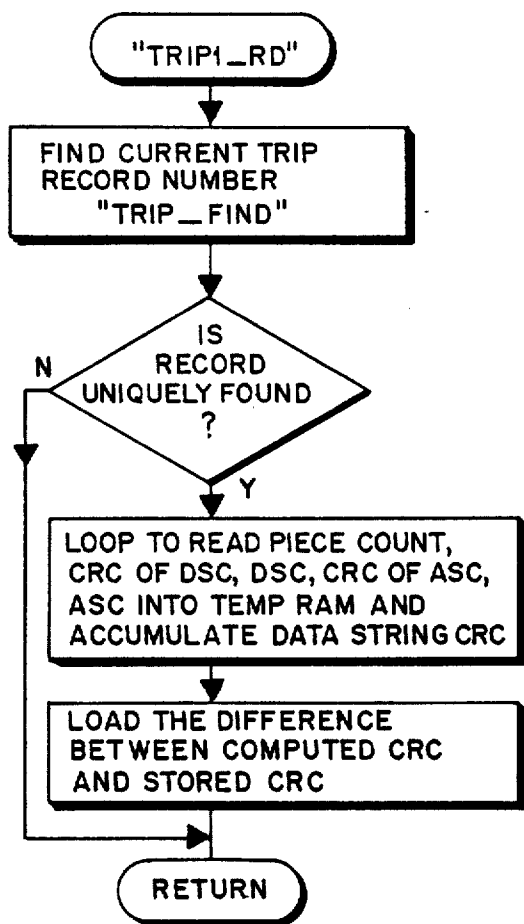 "TRIP1_RD"
FIND CURRENT TRIP
RECORD NUMBER
"TRIP_FIND"
IS
RECORD
UNIQUELY FOUND
?
N
Y
LOOP TO READ PIECE COUNT,
CRC OF DSC, DSC, CRC OF ASC,
ASC INTO TEMP RAM AND
ACCUMULATE DATA STRING CRC
LOAD THE DIFFERENCE
BETWEEN COMPUTED CRC
AND STORED CRC
RETURN